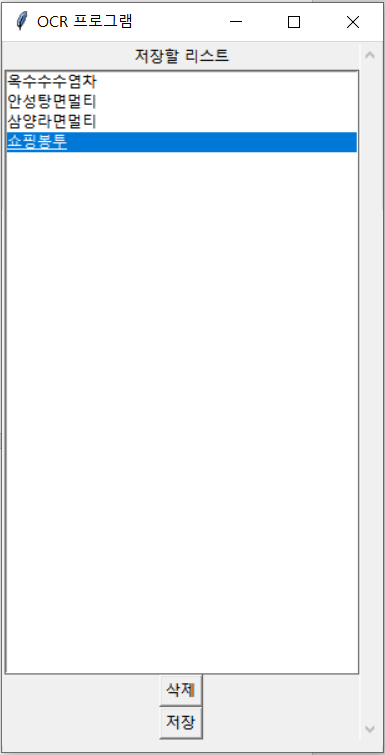 OCR 프로그램
저장할 리스트
옥수수수염차
안성탕면멀티
삼양라면멀티
쇼핑봉투
삭제
저장